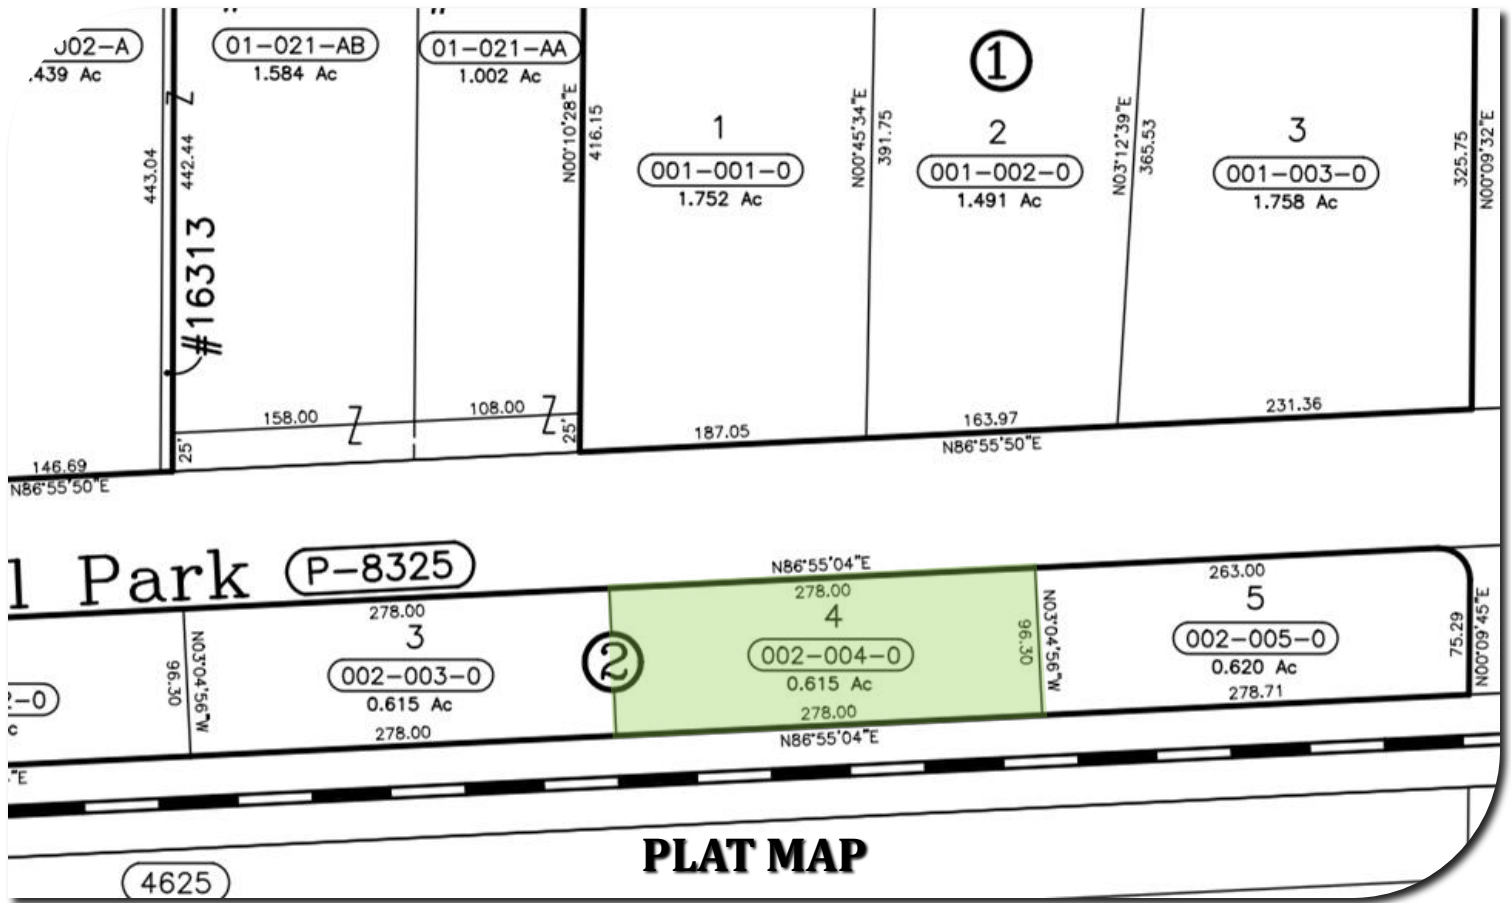 01-021-AB
1.584 Ac
01-021-AA
1.002 Ac
1
.439 Ac
443.04
442.44
#16313
N00°10'28"E
416.15
1
001-001-0
1.752 Ac
N00°45'34"E
391.75
2
001-002-0
1.491 Ac
N03°12'39"E
365.53
3
001-003-0
1.758 Ac
325.75
N00°09'32"E
158.00
108.00
25'
25'
187.05
163.97
231.36
N86°55'50"E
146.69
N86°55'50"E
Park
P-8325
278.00
3
002-003-0
0.615 Ac
278.00
96.30
N03°04'56"W
2
N86°55'04"E
278.00
4
002-004-0
0.615 Ac
278.00
N86°55'04"E
96.30
N03°04'56"W
263.00
5
002-005-0
0.620 Ac
278.71
75.29
N00°09'45"E
PLAT MAP
4625